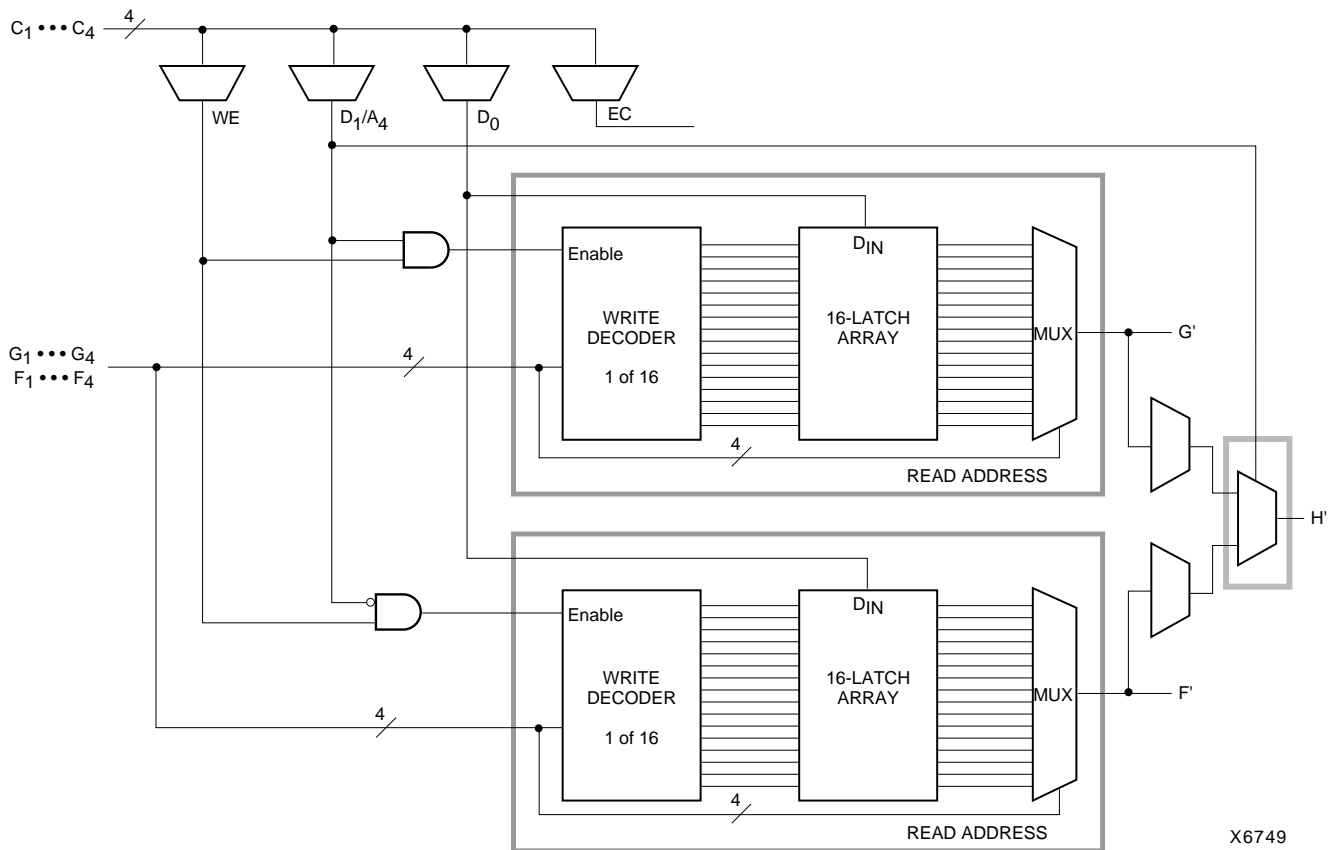 C1 ••• C4
4
WE
D1/A4
D0
EC
Enable
WRITE
DECODER
1 of 16
DIN
16-LATCH
ARRAY
MUX
G'
G1 ••• G4
F1 ••• F4
4
4
READ ADDRESS
H'
Enable
WRITE
DECODER
1 of 16
DIN
16-LATCH
ARRAY
MUX
F'
4
4
READ ADDRESS
X6749